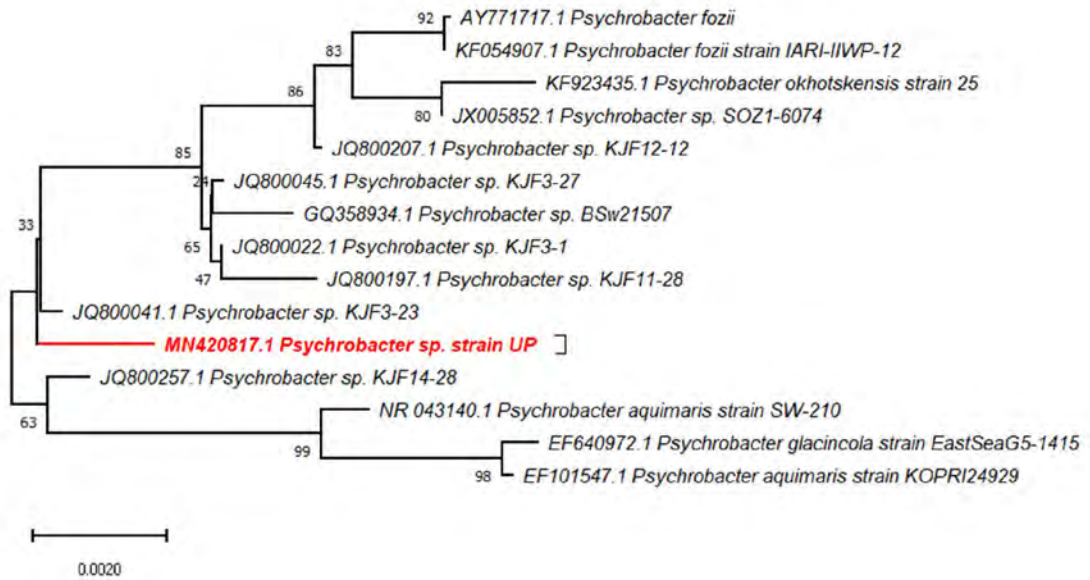 92
AY771717.1 Psychrobacter fozii
KF054907.1 Psychrobacter fozii strain IARI-IIWP-12
83
KF923435.1 Psychrobacter okhotskensis strain 25
86
80
JX005852.1 Psychrobacter sp. SOZ1-6074
JQ800207.1 Psychrobacter sp. KJF12-12
85
24
JQ800045.1 Psychrobacter sp. KJF3-27
GQ358934.1 Psychrobacter sp. BSw21507
33
65
JQ800022.1 Psychrobacter sp. KJF3-1
47
JQ800197.1 Psychrobacter sp. KJF11-28
JQ800041.1 Psychrobacter sp. KJF3-23
MN420817.1 Psychrobacter sp. strain UP
JQ800257.1 Psychrobacter sp. KJF14-28
63
NR 043140.1 Psychrobacter aquimaris strain SW-210
99
EF640972.1 Psychrobacter glacincola strain EastSeaG5-1415
98
EF101547.1 Psychrobacter aquimaris strain KOPRI24929
0.0020